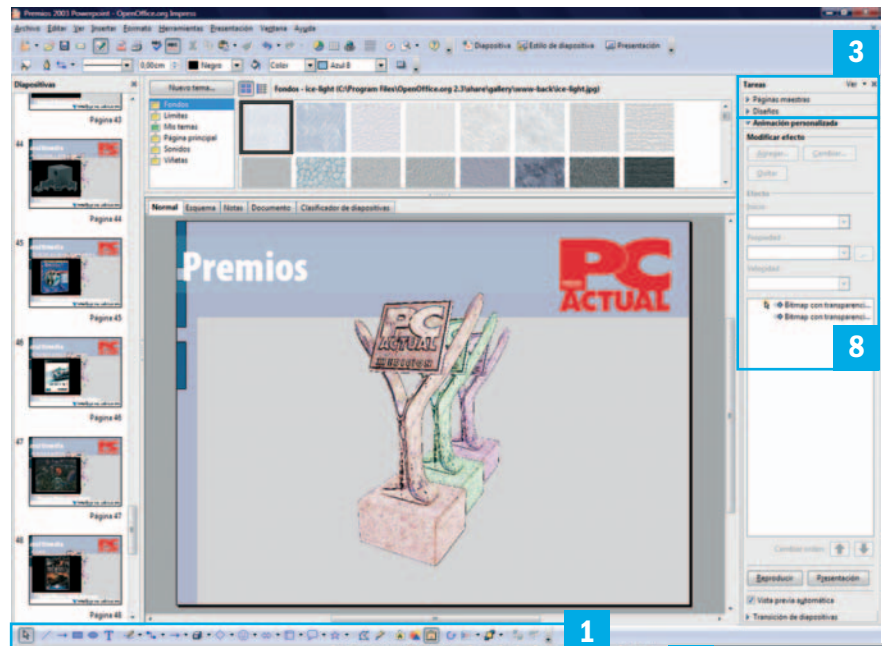 Premios 2003 Powerpoint - OpenOffice.org Impress
Archivo Editar Ver Insertar Formato Herramientas Presentación Ventana Ayuda
Diapositiva Estilo de diapositiva Presentación
0,00cm Negro Color Azul 8
3
Diapositivas
Página 43
44
Página 44
45
Página 45
46
Página 46
47
Página 47
48
Página 48
Nuevo tema...
Fondos - ice-light (C:\Program Files\OpenOffice.org 2.3\share\gallery\www-back\ice-light.jpg)
Fondos
Límites
Mis temas
Página principal
Sonidos
Viñetas
Normal Esquema Notas Documento Clasificador de diapositivas
Premios
PC
ACTUAL
PC
ACTUAL
Tareas Ver
Páginas maestras
Diseños
Animación personalizada
Modificar efecto
Agregar... Cambiar...
Quitar
Efecto
Inicio
Propiedad
...
Velocidad
Bitmap con transparenci...
Bitmap con transparenci...
8
Cambiar orden:
Reproducir Presentación
Vista previa automática
Transición de diapositivas
1